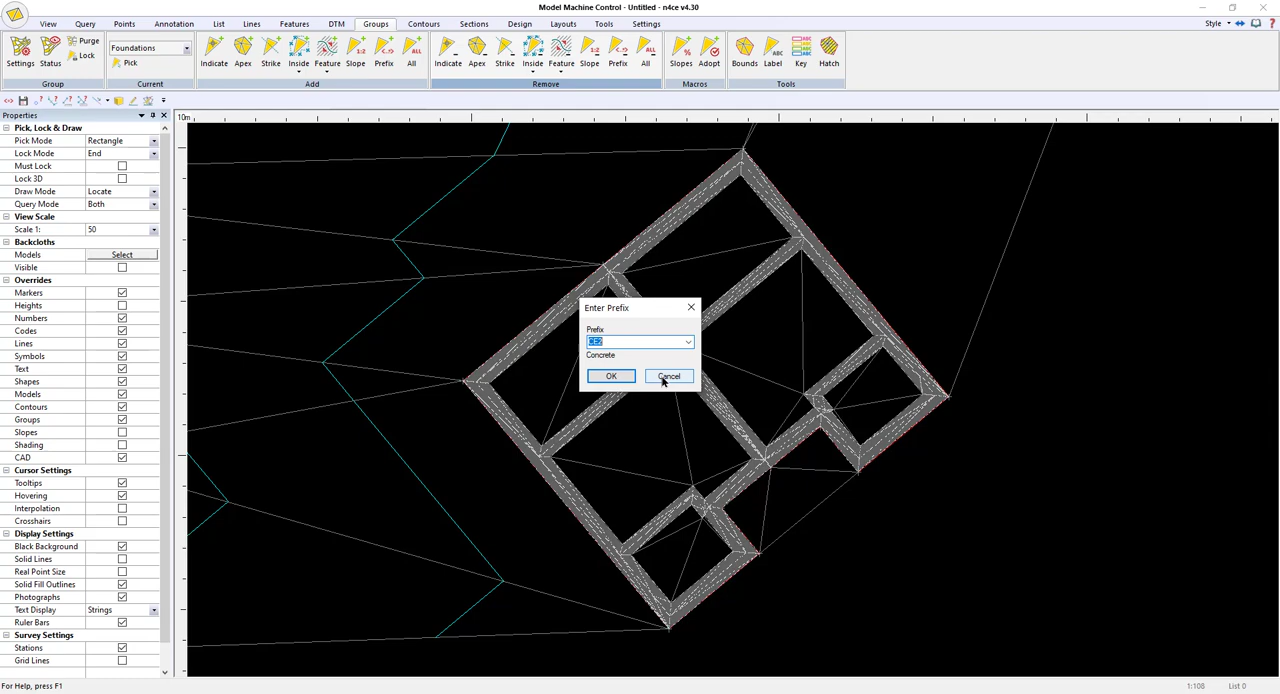 Model Machine Control - Untitled - n4ce v4.30
Style
View Query Points Annotation List Lines Features DTM Groups Contours Sections Design Layouts Tools Settings
Settings Status Purge Lock
Group
Foundations
Pick
Current
Indicate Apex Strike Inside Feature Slope Prefix All
Add
Indicate Apex Strike Inside Feature Slope Prefix All
Remove
Slopes Adopt
Macros
Bounds Label Key Hatch
Tools
Properties
10m
Pick, Lock & Draw
Pick Mode Rectangle
Lock Mode End
Must Lock
Lock 3D
Draw Mode Locate
Query Mode Both
View Scale
Scale 1: 50
Backcloths
Models Select
Visible
Overrides
Markers
Heights
Numbers
Codes
Lines
Symbols
Text
Shapes
Models
Contours
Groups
Slopes
Shading
CAD
Cursor Settings
Tooltips
Hovering
Interpolation
Crosshairs
Display Settings
Black Background
Solid Lines
Real Point Size
Solid Fill Outlines
Photographs
Text Display Strings
Ruler Bars
Survey Settings
Stations
Grid Lines
Enter Prefix
Prefix
CE2
Concrete
OK Cancel
For Help, press F1
1:108 List 0